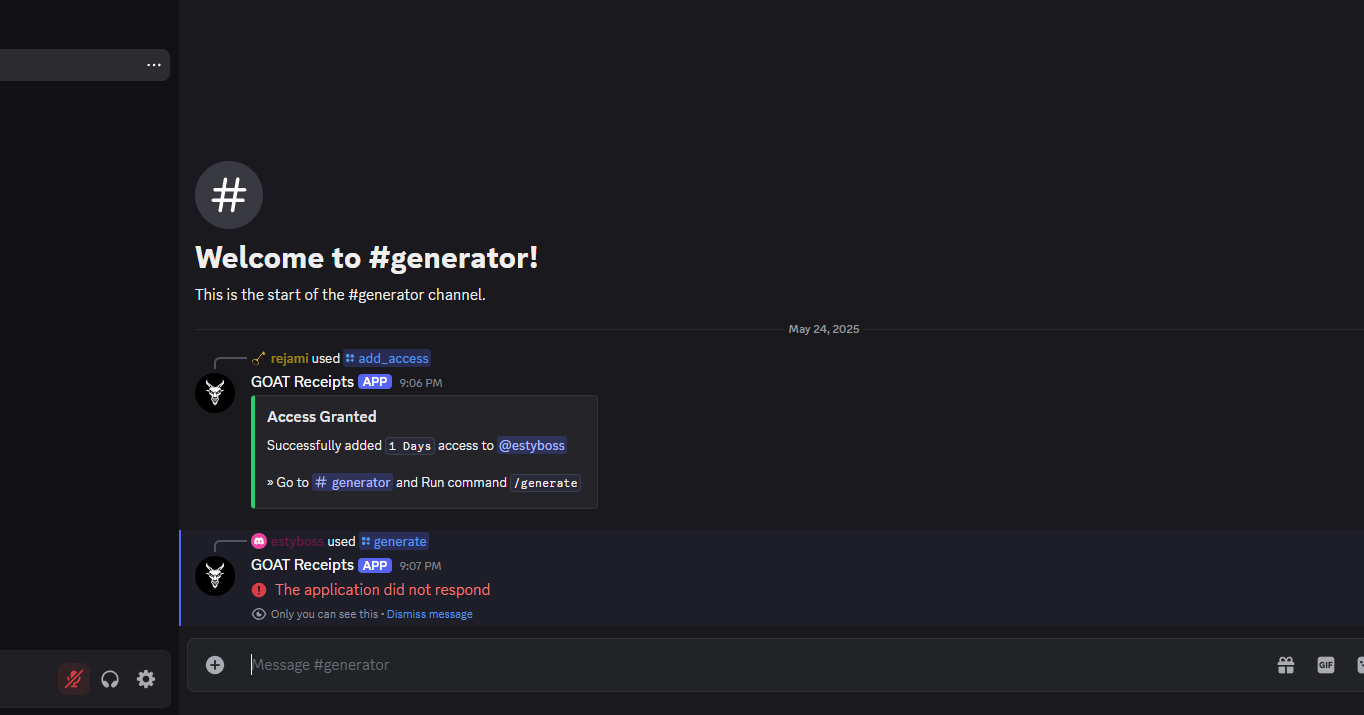 Welcome to #generator!
This is the start of the #generator channel.
May 24, 2025
rejami used add_access
GOAT Receipts APP 9:06 PM
Access Granted
Successfully added 1 Days access to @estyboss
» Go to # generator and Run command /generate
estyboss used generate
GOAT Receipts APP 9:07 PM
The application did not respond
Only you can see this • Dismiss message
Message #generator
GIF